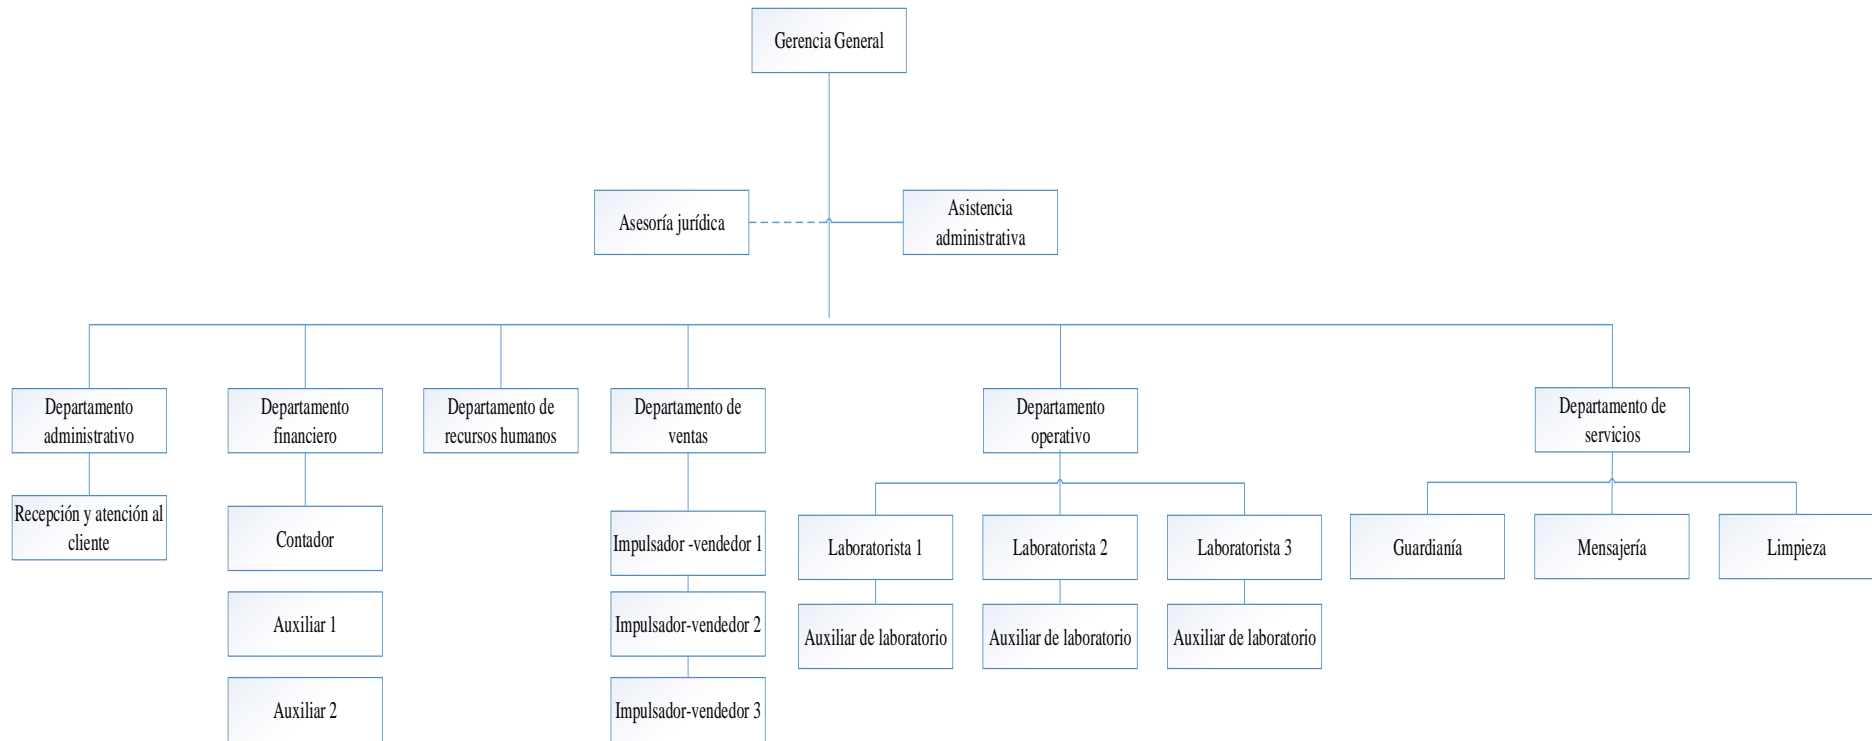 Gerencia General
Asesoría jurídica
Asistencia
administrativa
Departamento
administrativo
Departamento
financiero
Departamento de
recursos humanos
Departamento de
ventas
Departamento
operativo
Departamento de
servicios
Recepción y atención al
cliente
Contador
Auxiliar 1
Auxiliar 2
Impulsador -vendedor 1
Impulsador-vendedor 2
Impulsador-vendedor 3
Laboratorista 1
Laboratorista 2
Laboratorista 3
Auxiliar de laboratorio
Auxiliar de laboratorio
Auxiliar de laboratorio
Guardianía
Mensajería
Limpieza